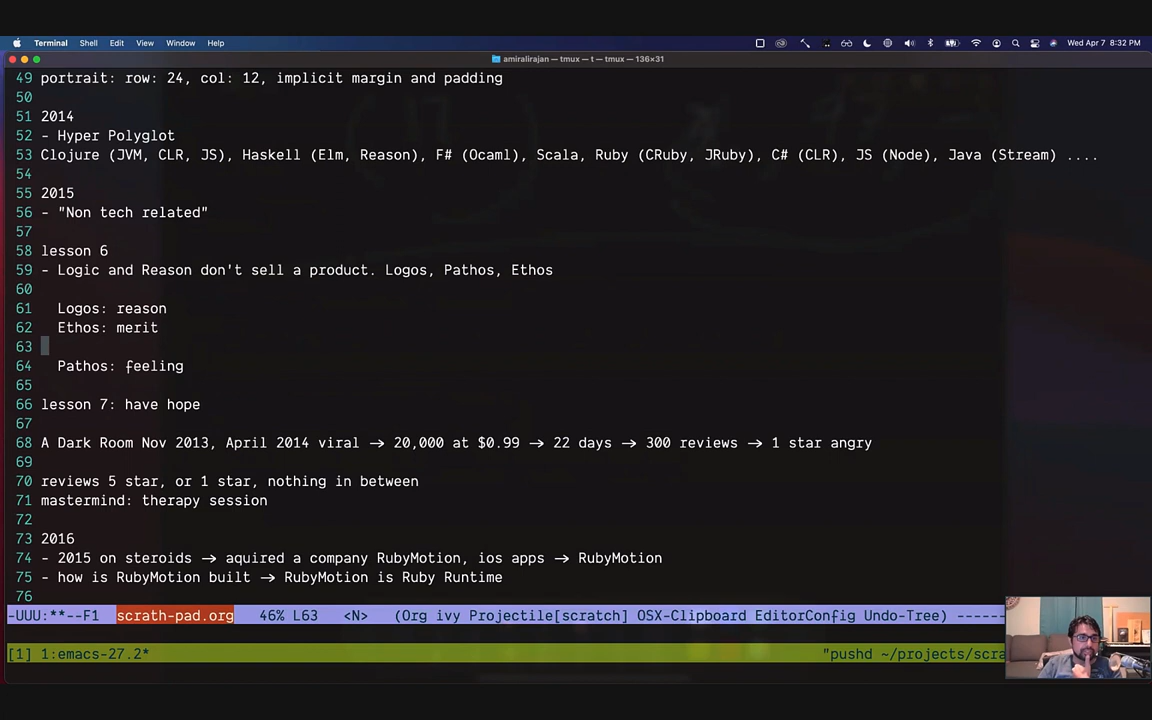 Terminal Shell Edit View Window Help Wed Apr 7 8:32 PM
amiralirajan — tmux — t — tmux — 136×31
49 portrait: row: 24, col: 12, implicit margin and padding
50
51 2014
52 - Hyper Polyglot
53 Clojure (JVM, CLR, JS), Haskell (Elm, Reason), F# (Ocaml), Scala, Ruby (CRuby, JRuby), C# (CLR), JS (Node), Java (Stream) ....
54
55 2015
56 - "Non tech related"
57
58 lesson 6
59 - Logic and Reason don't sell a product. Logos, Pathos, Ethos
60
61 Logos: reason
62 Ethos: merit
63
64 Pathos: feeling
65
66 lesson 7: have hope
67
68 A Dark Room Nov 2013, April 2014 viral → 20,000 at $0.99 → 22 days → 300 reviews → 1 star angry
69
70 reviews 5 star, or 1 star, nothing in between
71 mastermind: therapy session
72
73 2016
74 - 2015 on steroids → aquired a company RubyMotion, ios apps → RubyMotion
75 - how is RubyMotion built → RubyMotion is Ruby Runtime
76
-UUU:**--F1 scrath-pad.org 46% L63 <N> (Org ivy Projectile[scratch] OSX-Clipboard EditorConfig Undo-Tree) ------
[1] 1:emacs-27.2* "pushd ~/projects/scra